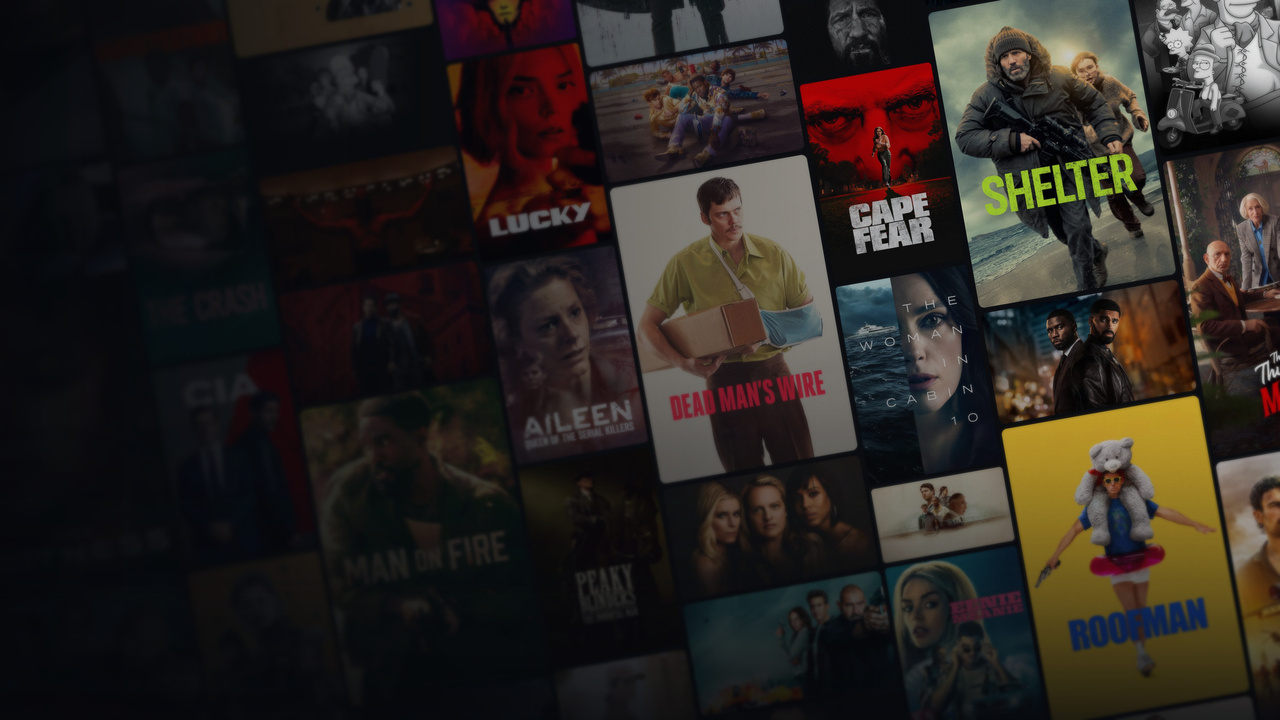 LUCKY
CAPE
FEAR
SHELTER
THE CRASH
CIA
AILEEN
QUEEN OF THE SERIAL KILLERS
DEAD MAN'S WIRE
THE
WOMAN
IN
CABIN
10
MAN ON FIRE
PEAKY
BLINDERS
ROOFMAN